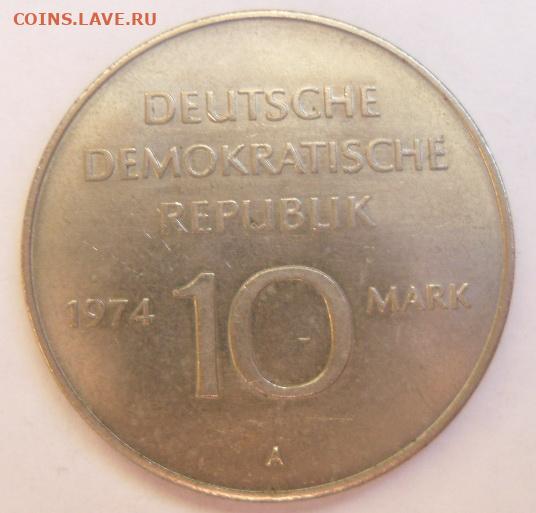 COINS.LAVE.RU
DEUTSCHE
DEMOKRATISCHE
REPUBLIK
1974 10 MARK
A